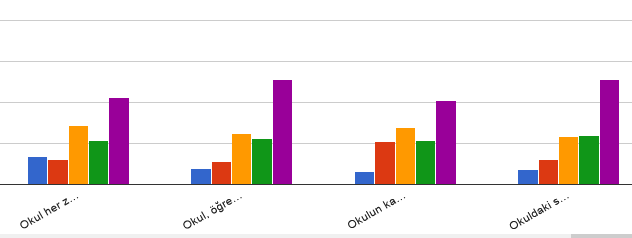 Okul her z...
Okul, öğre...
Okulun ka...
Okuldaki s...